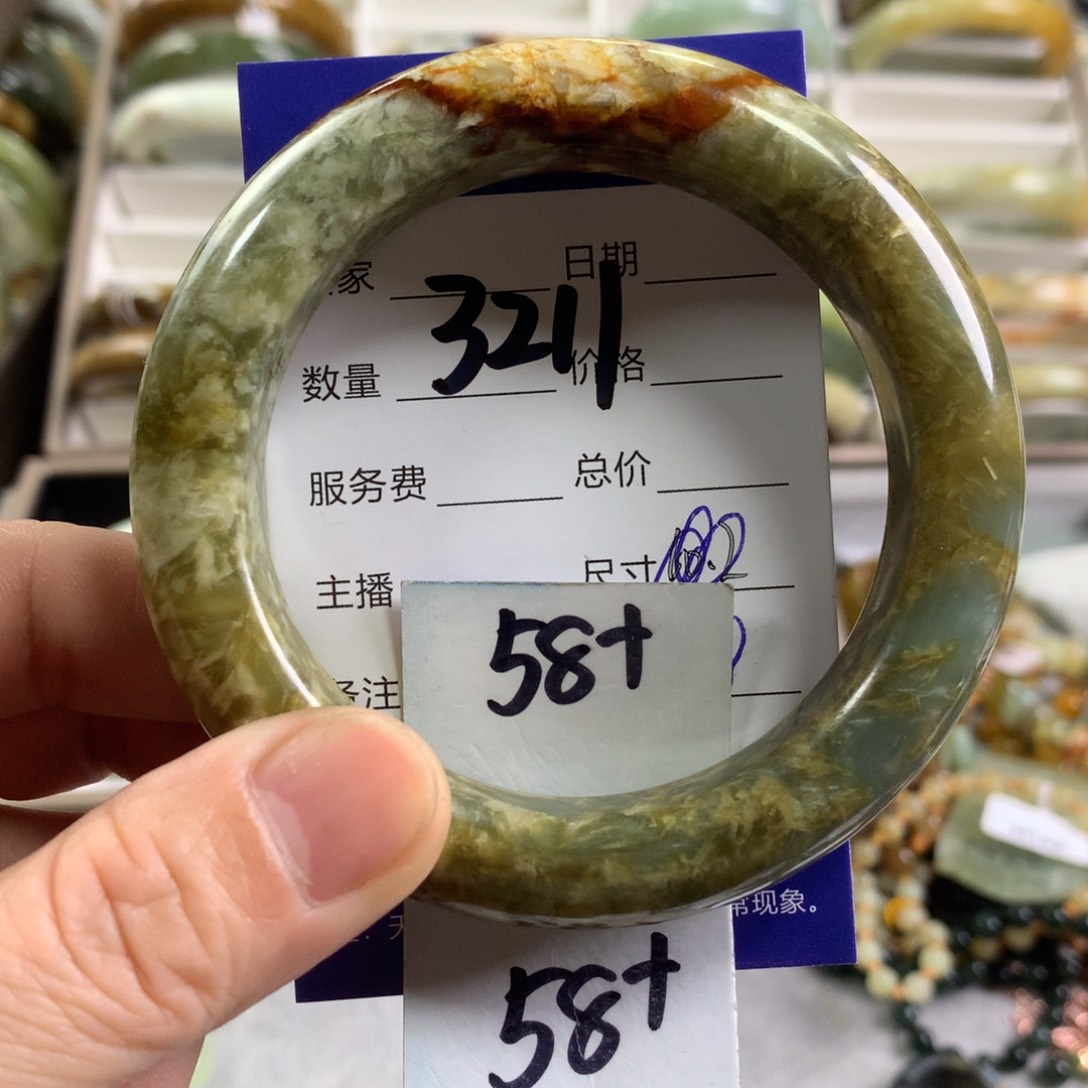 家 日期
3211
数量 价格
服务费 总价
主播 尺寸
58+
备注
常现象。
58+